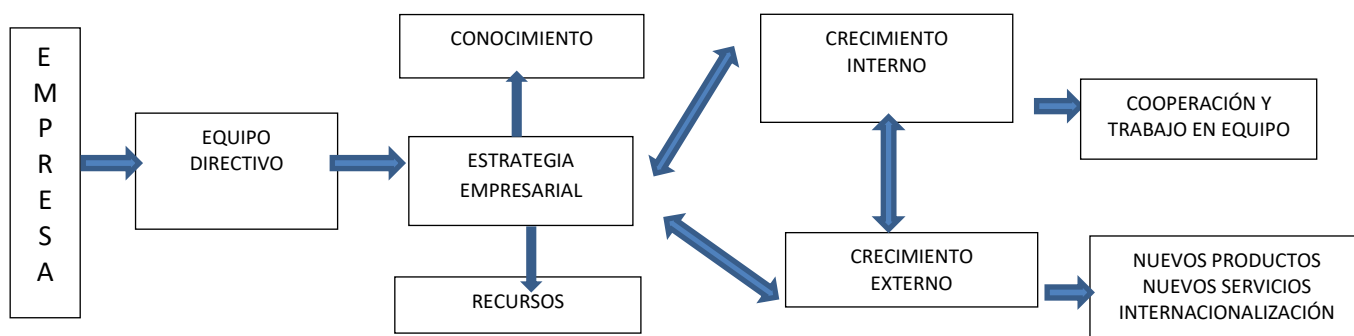 E
M
P
R
E
S
A
EQUIPO
DIRECTIVO
CONOCIMIENTO
ESTRATEGIA
EMPRESARIAL
RECURSOS
CRECIMIENTO
INTERNO
CRECIMIENTO
EXTERNO
COOPERACIÓN Y
TRABAJO EN EQUIPO
NUEVOS PRODUCTOS
NUEVOS SERVICIOS
INTERNACIONALIZACIÓN